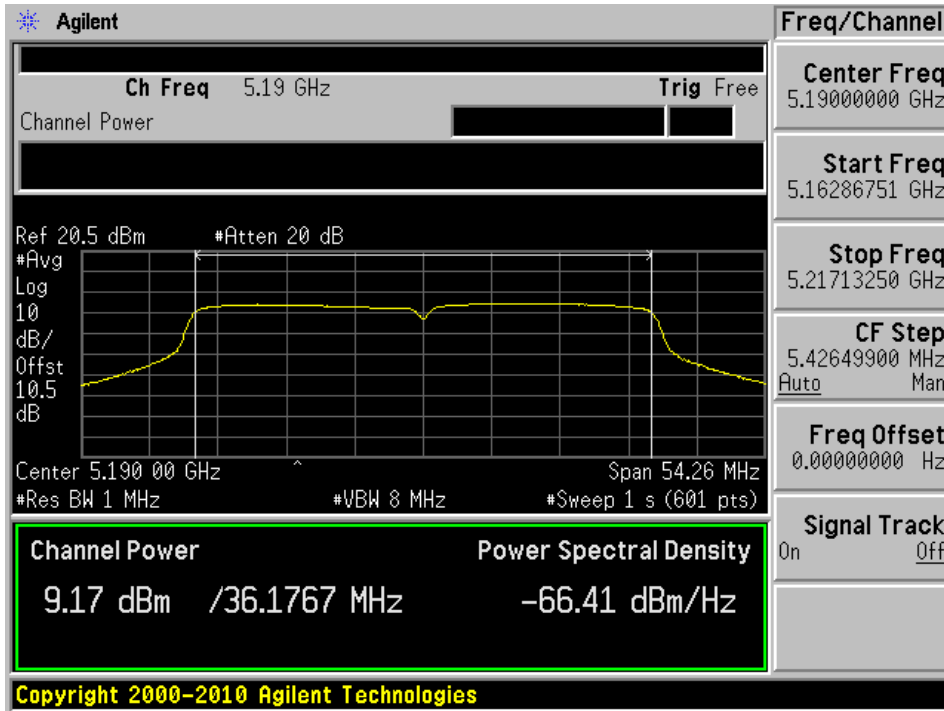 Agilent
Freq/Channel
Ch Freq 5.19 GHz Trig Free
Channel Power
Center Freq
5.19000000 GHz
Start Freq
5.16286751 GHz
Stop Freq
5.21713250 GHz
CF Step
5.42649900 MHz
Auto Man
Freq Offset
0.00000000 Hz
Signal Track
On Off
Ref 20.5 dBm #Atten 20 dB
#Avg
Log
10
dB/
Offst
10.5
dB
Center 5.190 00 GHz ^ Span 54.26 MHz
#Res BW 1 MHz #VBW 8 MHz #Sweep 1 s (601 pts)
Channel Power Power Spectral Density
9.17 dBm /36.1767 MHz -66.41 dBm/Hz
Copyright 2000-2010 Agilent Technologies